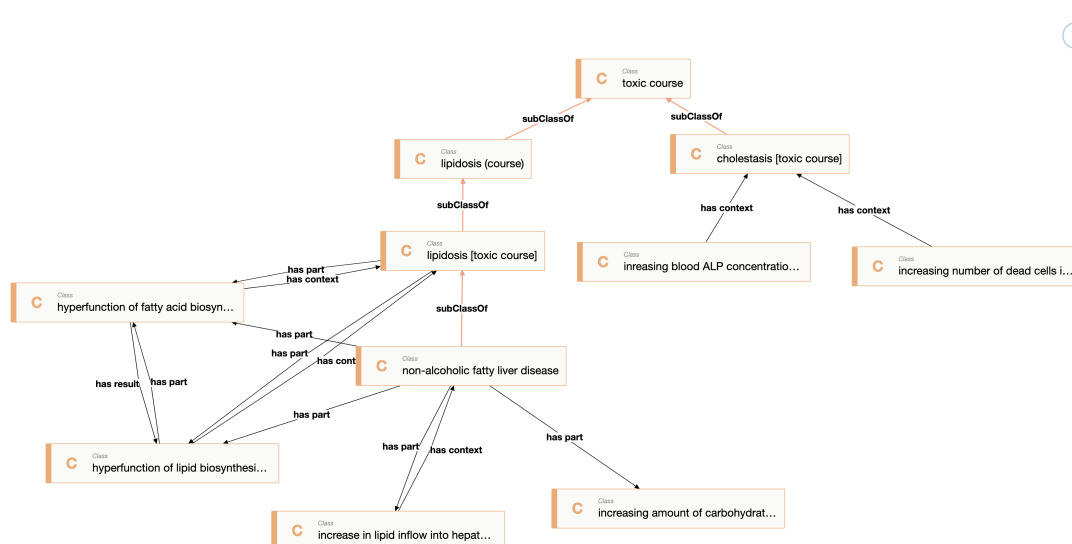 Class
C toxic course
subClassOf
subClassOf
Class
C lipidosis (course)
Class
C cholestasis [toxic course]
subClassOf
has context
has context
Class
C lipidosis [toxic course]
Class
C inreasing blood ALP concentratio…
Class
C increasing number of dead cells i…
has part
has context
Class
C hyperfunction of fatty acid biosyn…
subClassOf
has part
has part
has cont
Class
C non-alcoholic fatty liver disease
has result
has part
has part
has part
has context
has part
Class
C hyperfunction of lipid biosynthesi…
Class
C increasing amount of carbohydrat…
Class
C increase in lipid inflow into hepat…